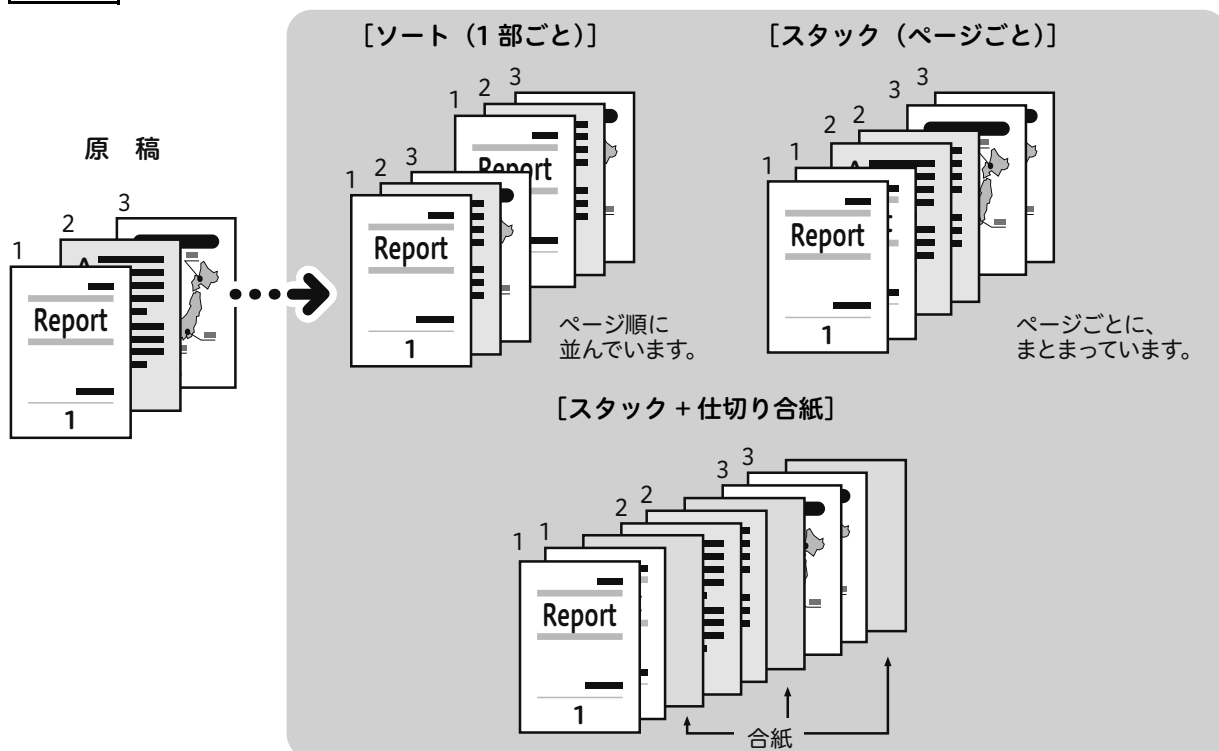 [ソート（1 部ごと）]
[スタック（ページごと）]
原 稿
1
2
3
A
Report
1
1
2
3
1
2
3
Report
Report
1
ページ順に
並んでいます。
1
1
2
2
3
3
A
Report
1
ページごとに、
まとまっています。
[スタック + 仕切り合紙]
1
1
2
2
3
3
Report
1
合紙